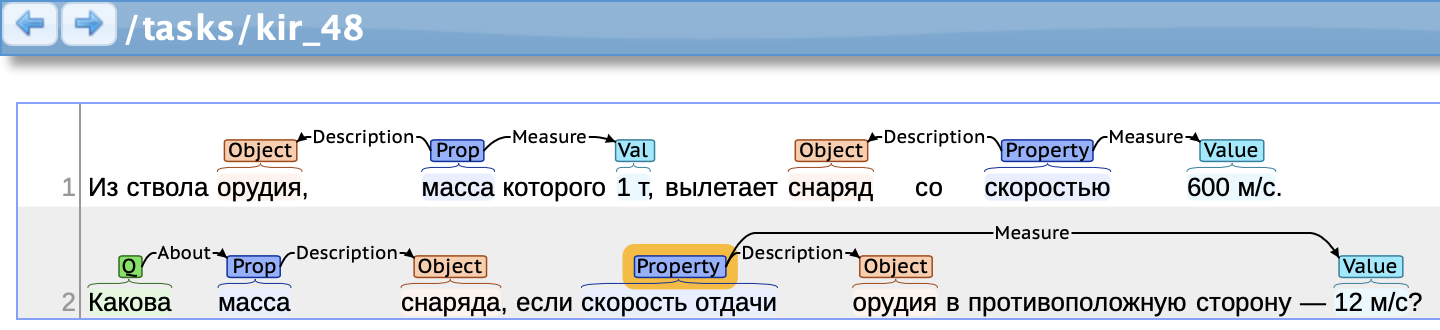 /tasks/kir_48
Object Description Prop Measure Val Object Description Property Measure Value
1 Из ствола орудия, масса которого 1 т, вылетает снаряд со скоростью 600 м/с.
Measure
Q About Prop Description Object Property Description Object Value
2 Какова масса снаряда, если скорость отдачи орудия в противоположную сторону — 12 м/с?